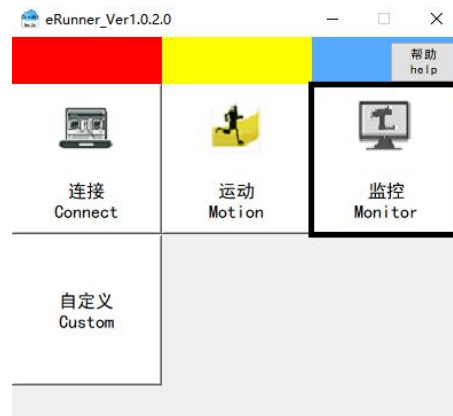 eRunner_Ver1.0.2.0
帮助
help
连接
Connect
运动
Motion
监控
Monitor
自定义
Custom